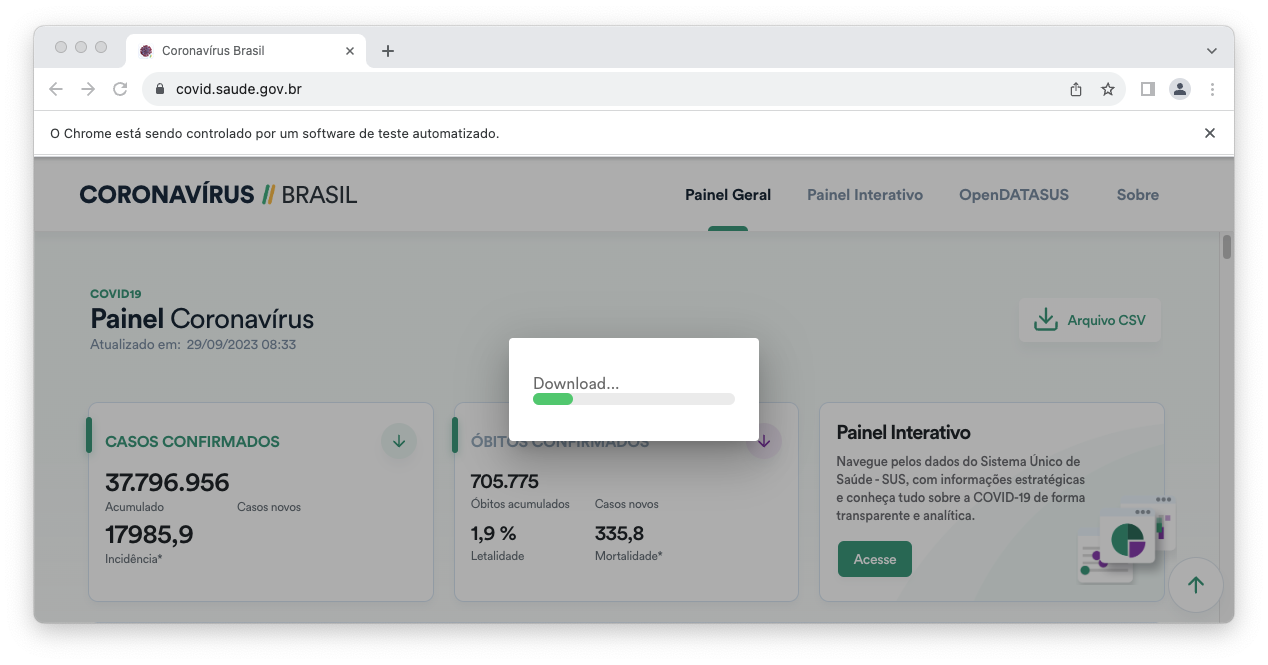 Coronavírus Brasil
covid.saude.gov.br
O Chrome está sendo controlado por um software de teste automatizado.
CORONAVÍRUS // BRASIL
Painel Geral
Painel Interativo
OpenDATASUS
Sobre
COVID19
Painel Coronavírus
Atualizado em: 29/09/2023 08:33
Arquivo CSV
Download...
CASOS CONFIRMADOS
37.796.956
Acumulado
Casos novos
17985,9
Incidência*
ÓBITOS CONFIRMADOS
705.775
Óbitos acumulados
Casos novos
1,9 %
Letalidade
335,8
Mortalidade*
Painel Interativo
Navegue pelos dados do Sistema Único de
Saúde - SUS, com informações estratégicas
e conheça tudo sobre a COVID-19 de forma
transparente e analítica.
Acesse